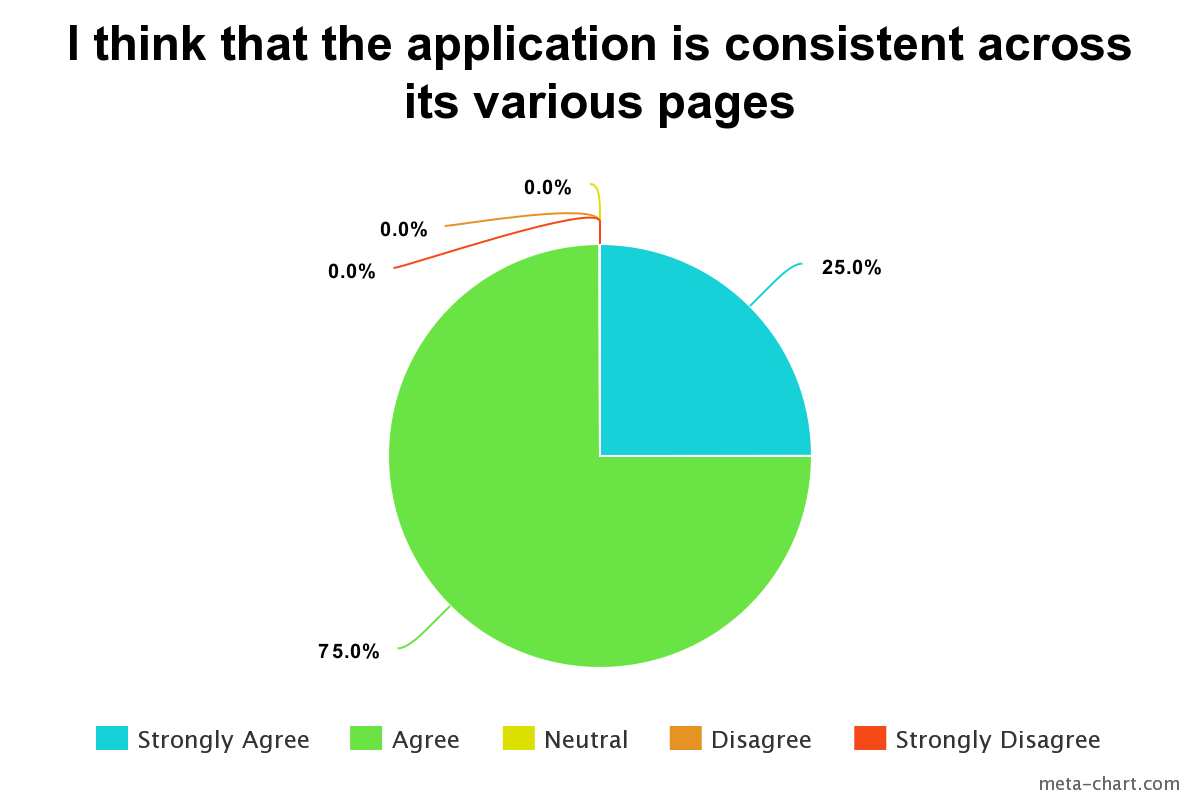 I think that the application is consistent across
its various pages
0.0%
0.0%
0.0%
25.0%
75.0%
Strongly Agree Agree Neutral Disagree Strongly Disagree
meta-chart.com